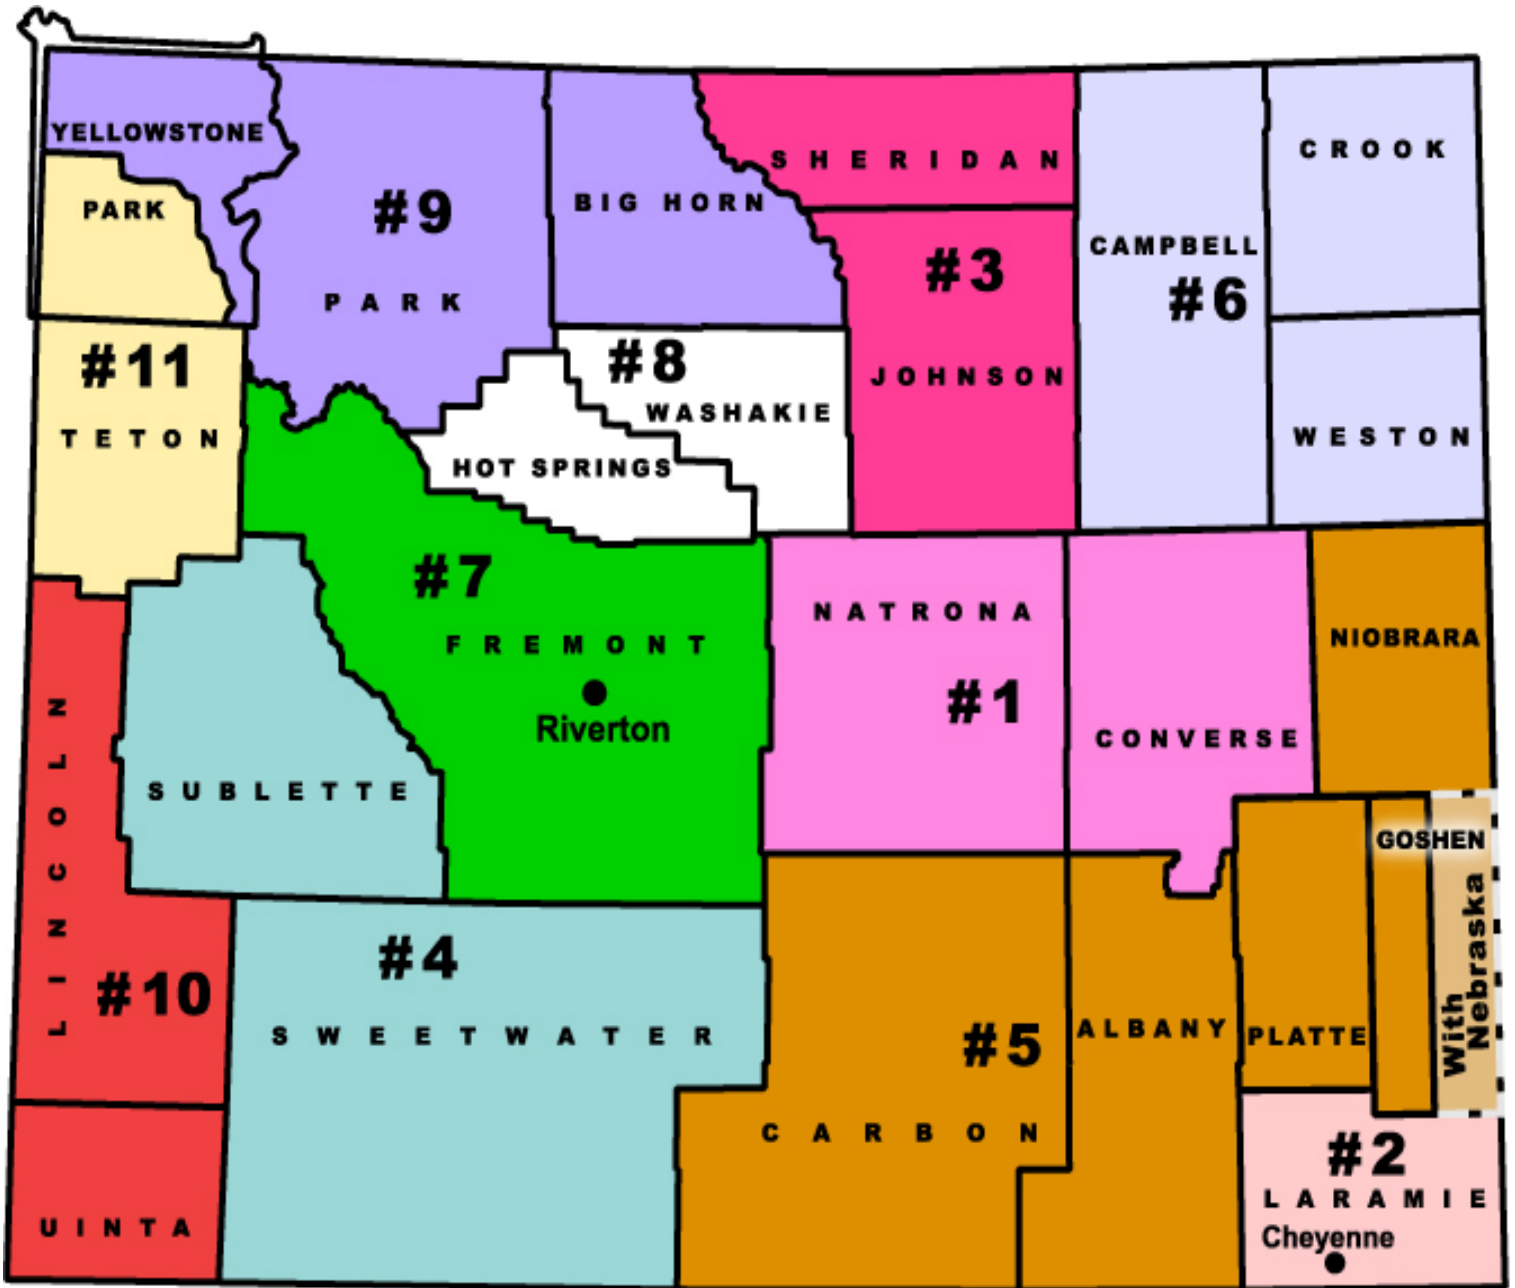 YELLOWSTONE
PARK
#9
PARK
BIG HORN
SHERIDAN
#3
JOHNSON
CAMPBELL
#6
CROOK
WESTON
#11
TETON
#8
WASHAKIE
HOT SPRINGS
#7
FREMONT
Riverton
NATRONA
#1
CONVERSE
NIOBRARA
LINCOLN
#10
SUBLETTE
#4
SWEETWATER
#5
CARBON
ALBANY
PLATTE
GOSHEN
With
Nebraska
UINTA
#2
LARAMIE
Cheyenne